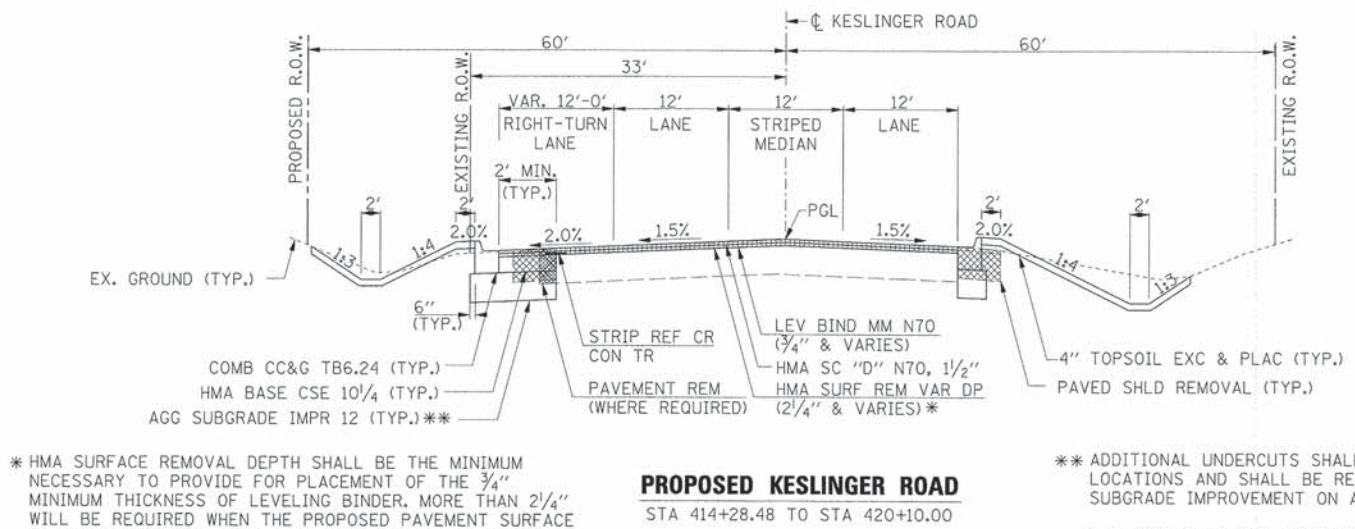 ℄ KESLINGER ROAD
60'
60'
33'
PROPOSED R.O.W.
EXISTING R.O.W.
EXISTING R.O.W.
VAR. 12'-0'
12'
12'
12'
RIGHT-TURN
LANE
LANE
STRIPED
MEDIAN
LANE
2' MIN.
(TYP.)
PGL
2'
2'
2'
2'
2.0%
2.0%
1.5%
1.5%
2.0%
1:3
1:4
1:4
1:3
EX. GROUND (TYP.)
6"
(TYP.)
STRIP REF CR
CON TR
LEV BIND MM N70
(3/4" & VARIES)
4" TOPSOIL EXC & PLAC (TYP.)
COMB CC&G TB6.24 (TYP.)
HMA SC "D" N70, 1 1/2"
HMA BASE CSE 10 1/4 (TYP.)
PAVEMENT REM
(WHERE REQUIRED)
HMA SURF REM VAR DP
(2 1/4" & VARIES) *
PAVED SHLD REMOVAL (TYP.)
AGG SUBGRADE IMPR 12 (TYP.) **
* HMA SURFACE REMOVAL DEPTH SHALL BE THE MINIMUM
NECESSARY TO PROVIDE FOR PLACEMENT OF THE 3/4"
MINIMUM THICKNESS OF LEVELING BINDER. MORE THAN 2 1/4"
WILL BE REQUIRED WHEN THE PROPOSED PAVEMENT SURFACE
PROPOSED KESLINGER ROAD
STA 414+28.48 TO STA 420+10.00
** ADDITIONAL UNDERCUTS SHALL
LOCATIONS AND SHALL BE RE
SUBGRADE IMPROVEMENT ON A